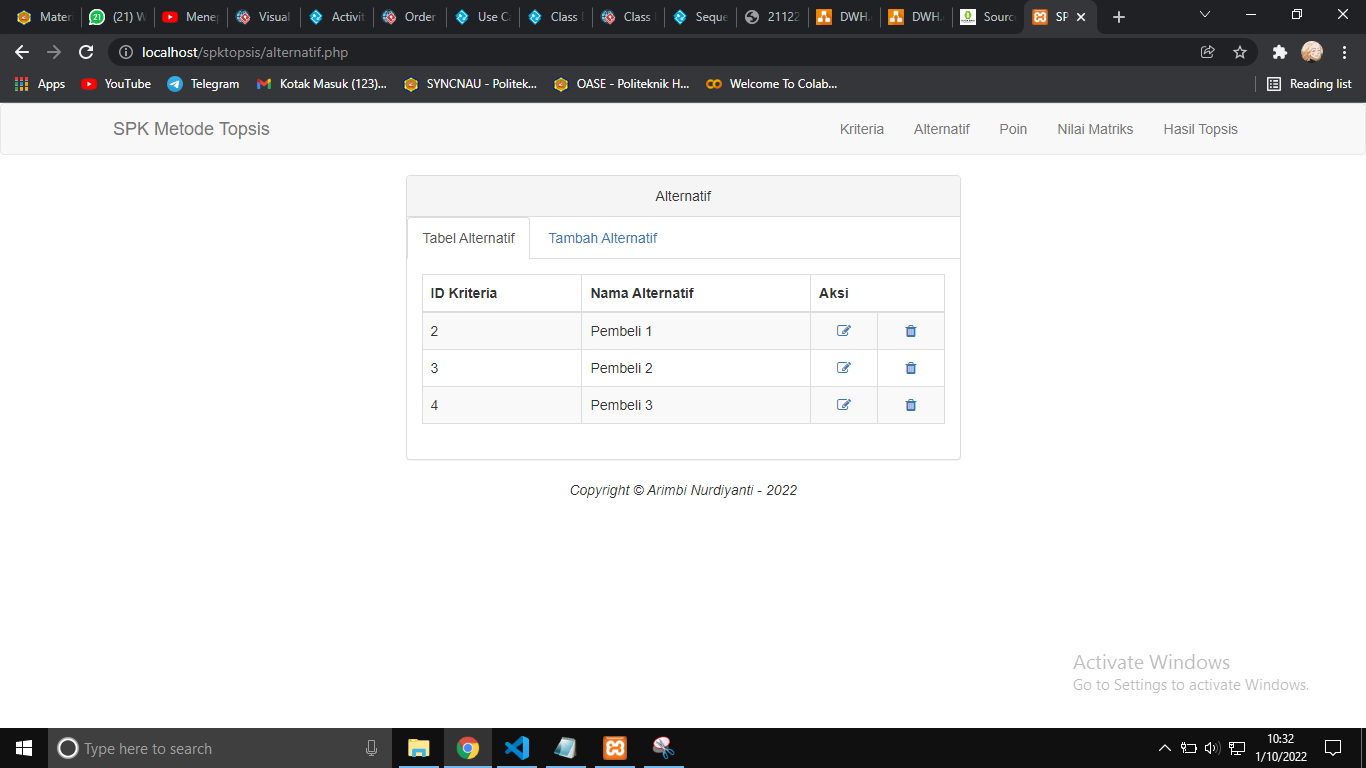 Mater
(21) W
Mene
Visual
Activit
Order
Use C
Class
Class
Seque
21122
DWH.
DWH.
Sourc
SP
localhost/spktopsis/alternatif.php
Apps
YouTube
Telegram
Kotak Masuk (123)...
SYNCNAU - Politek...
OASE - Politeknik H...
Welcome To Colab...
Reading list
SPK Metode Topsis
Kriteria
Alternatif
Poin
Nilai Matriks
Hasil Topsis
Alternatif
Tabel Alternatif
Tambah Alternatif
ID Kriteria
Nama Alternatif
Aksi
2
Pembeli 1
3
Pembeli 2
4
Pembeli 3
Copyright © Arimbi Nurdiyanti - 2022
Activate Windows
Go to Settings to activate Windows.
Type here to search
10:32
1/10/2022